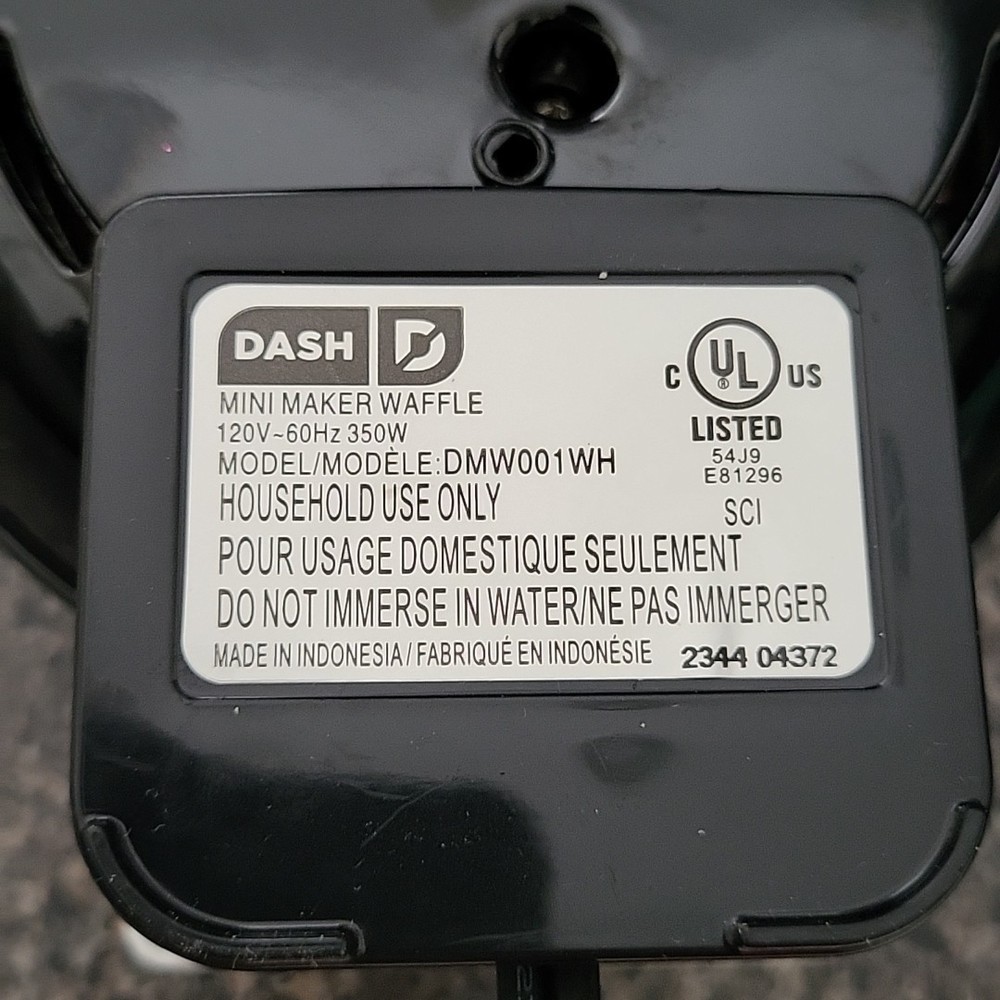 DASH D
MINI MAKER WAFFLE
120V~60Hz 350W
MODEL/MODÈLE:DMW001WH
HOUSEHOLD USE ONLY
POUR USAGE DOMESTIQUE SEULEMENT
DO NOT IMMERSE IN WATER/NE PAS IMMERGER
MADE IN INDONESIA/FABRIQUÉ EN INDONÉSIE
C UL® US
LISTED
54J9
E81296
SCI
2344 04372